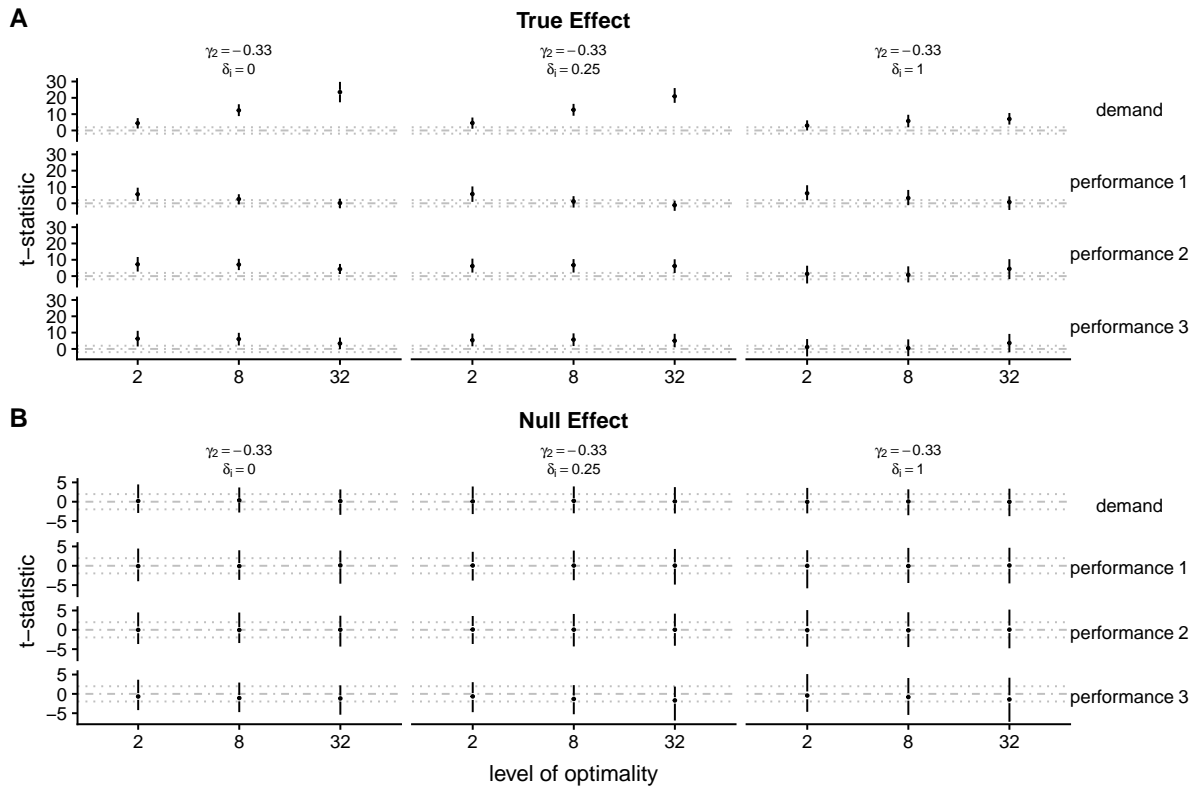 A
True Effect
γ₂ = −0.33
δᵢ = 0
γ₂ = −0.33
δᵢ = 0.25
γ₂ = −0.33
δᵢ = 1
t−statistic
30
20
10
0
demand
30
20
10
0
performance 1
30
20
10
0
performance 2
30
20
10
0
performance 3
2 8 32 2 8 32 2 8 32
B
Null Effect
γ₂ = −0.33
δᵢ = 0
γ₂ = −0.33
δᵢ = 0.25
γ₂ = −0.33
δᵢ = 1
t−statistic
5
0
−5
demand
5
0
−5
performance 1
5
0
−5
performance 2
5
0
−5
performance 3
2 8 32 2 8 32 2 8 32
level of optimality